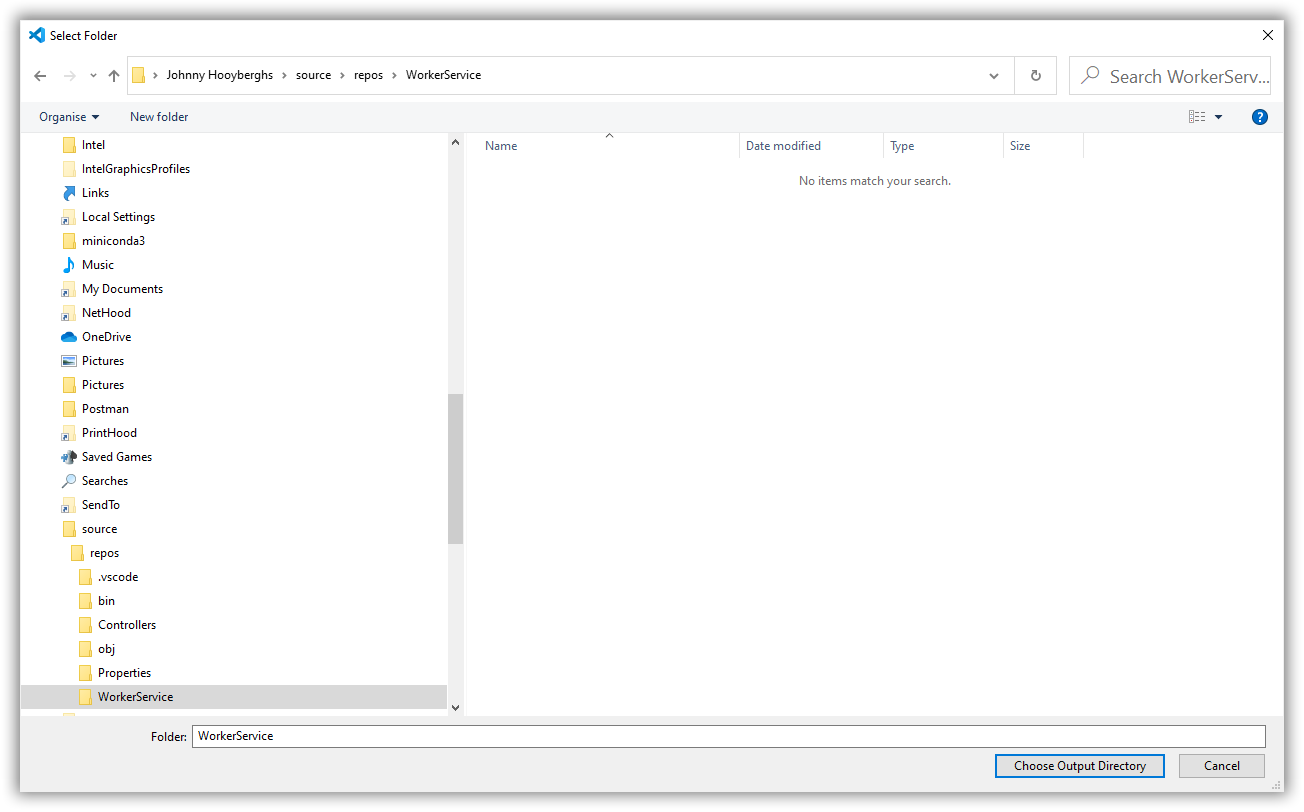 Select Folder
Johnny Hooyberghs > source > repos > WorkerService
Search WorkerServ...
Organise
New folder
?
Name
Date modified
Type
Size
No items match your search.
Intel
IntelGraphicsProfiles
Links
Local Settings
miniconda3
Music
My Documents
NetHood
OneDrive
Pictures
Pictures
Postman
PrintHood
Saved Games
Searches
SendTo
source
repos
.vscode
bin
Controllers
obj
Properties
WorkerService
Folder: WorkerService
Choose Output Directory
Cancel